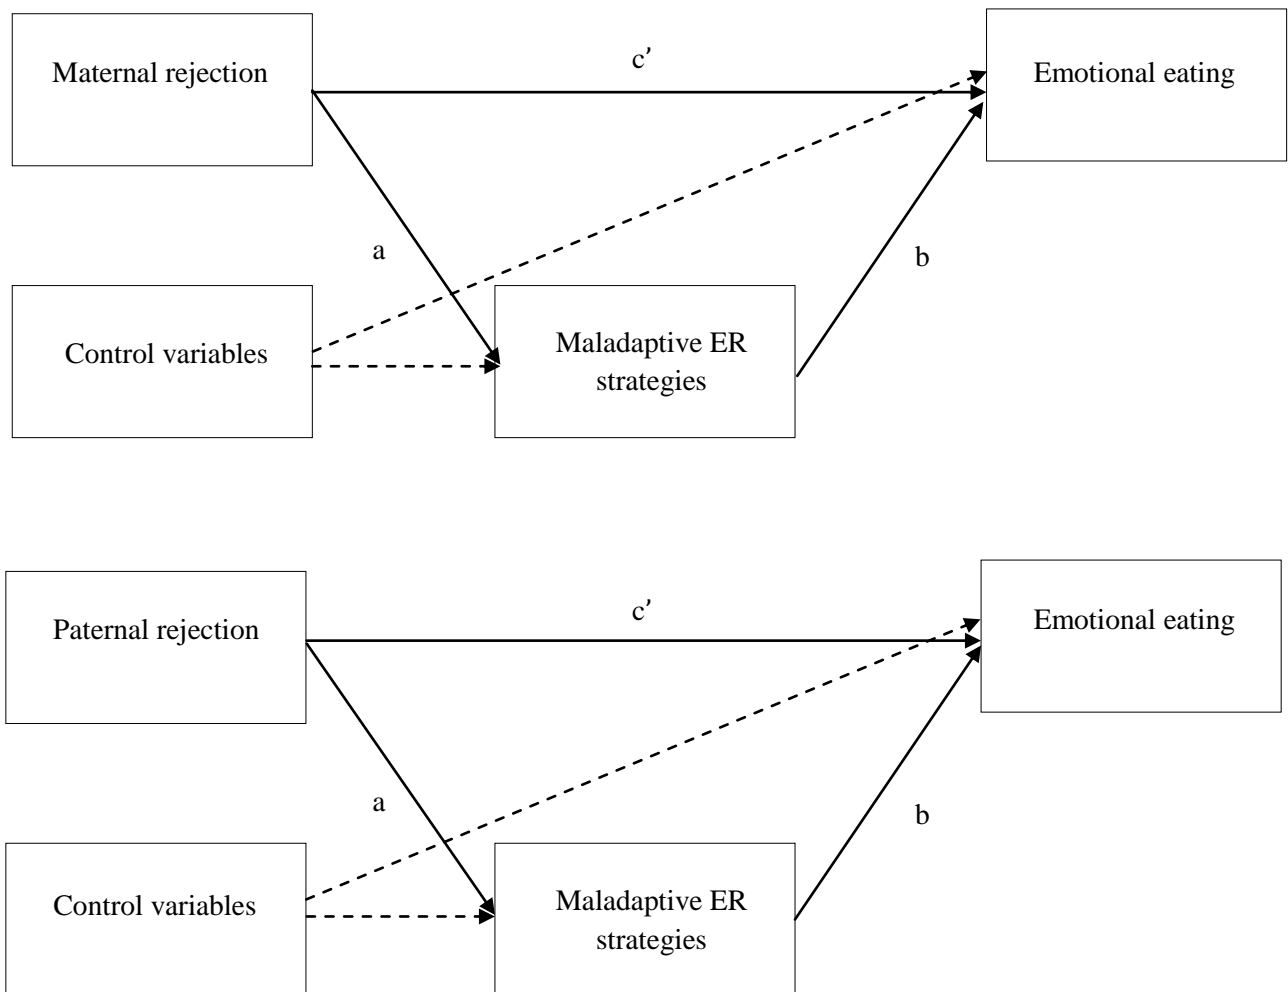 Maternal rejection
c’
Emotional eating
a
b
Control variables
Maladaptive ER
strategies
Paternal rejection
c’
Emotional eating
a
b
Control variables
Maladaptive ER
strategies